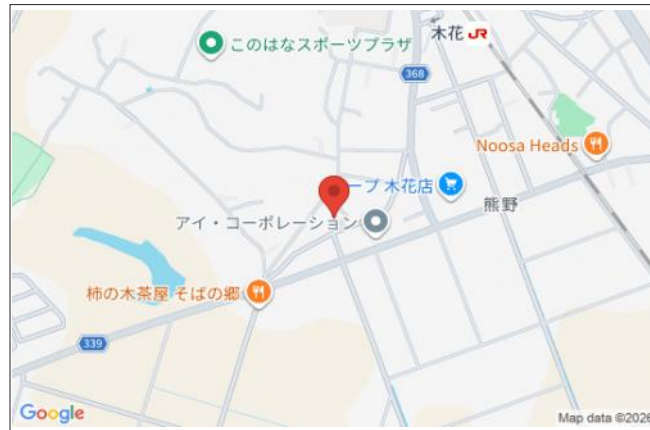 このはなスポーツプラザ
木花 JR
368
Noosa Heads
ープ 木花店
熊野
アイ・コーポレーション
柿の木茶屋 そばの郷
339
Google
Map data ©2026